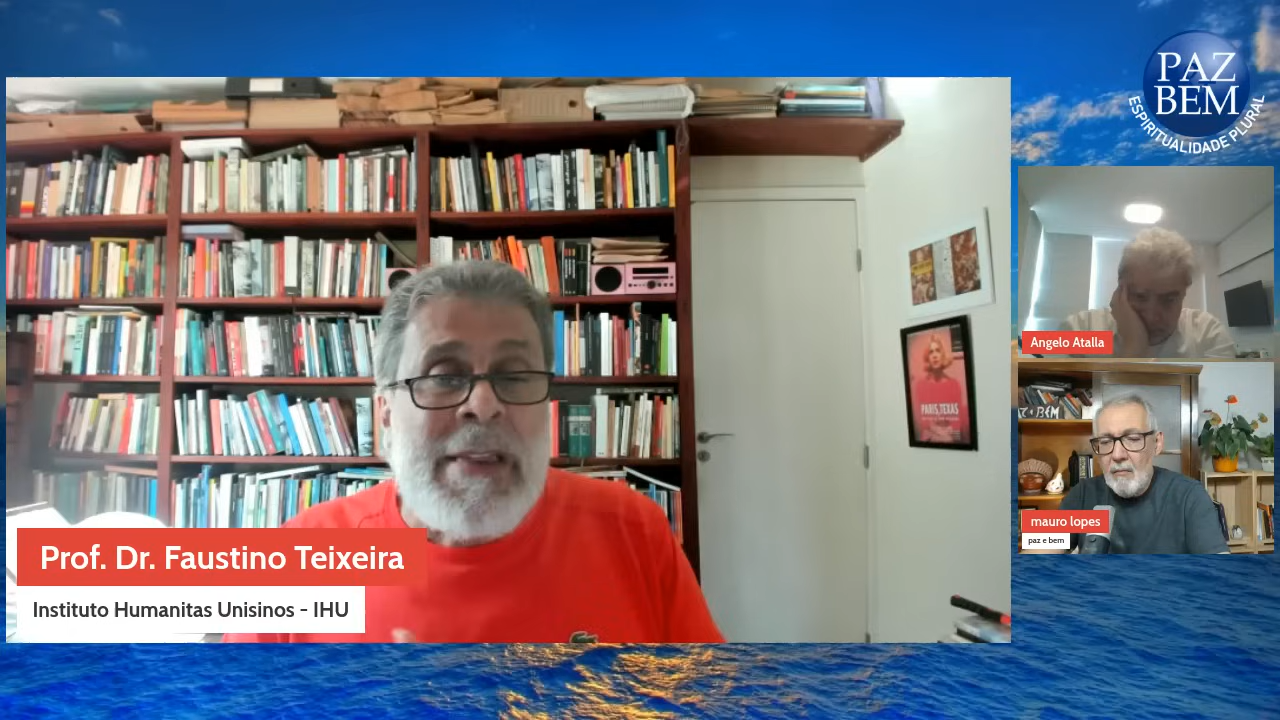 PAZ
BEM
ESPIRITUALIDADE PLURAL
PARIS, TEXAS
Angelo Atalla
mauro lopes
paz e bem
Prof. Dr. Faustino Teixeira
Instituto Humanitas Unisinos - IHU